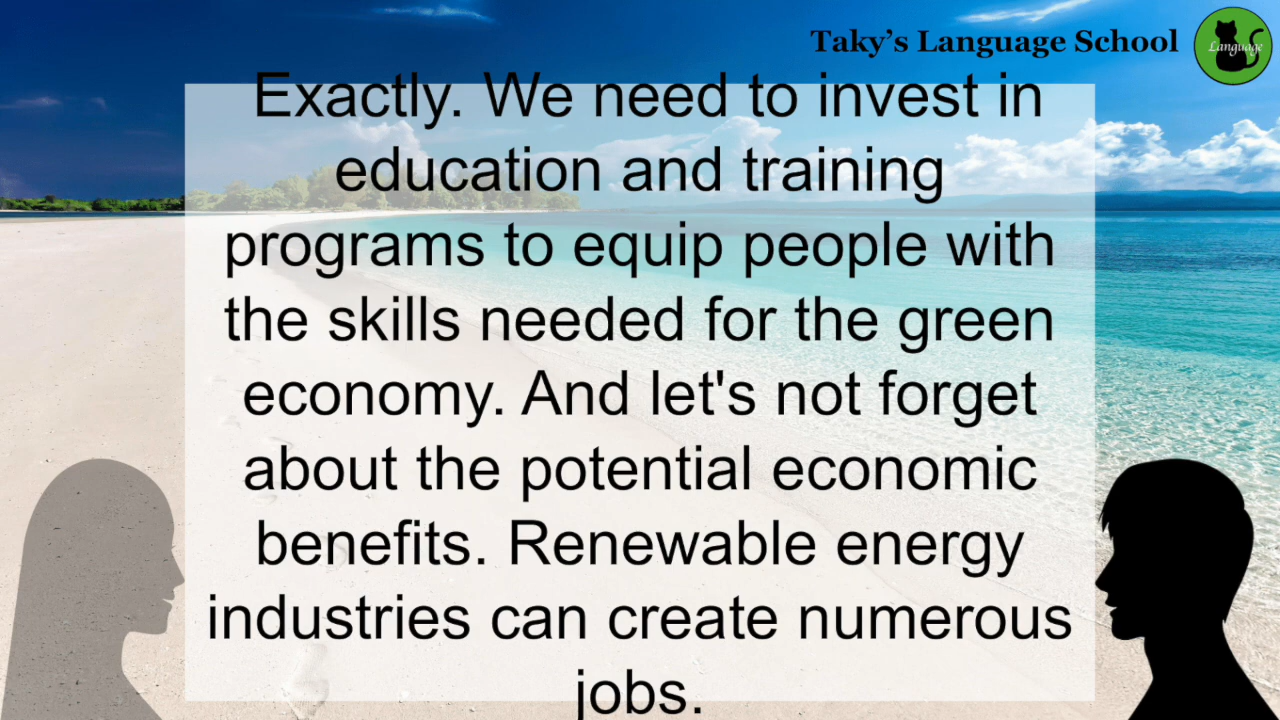 Taky's Language School
Language
Exactly. We need to invest in
education and training
programs to equip people with
the skills needed for the green
economy. And let's not forget
about the potential economic
benefits. Renewable energy
industries can create numerous
jobs.